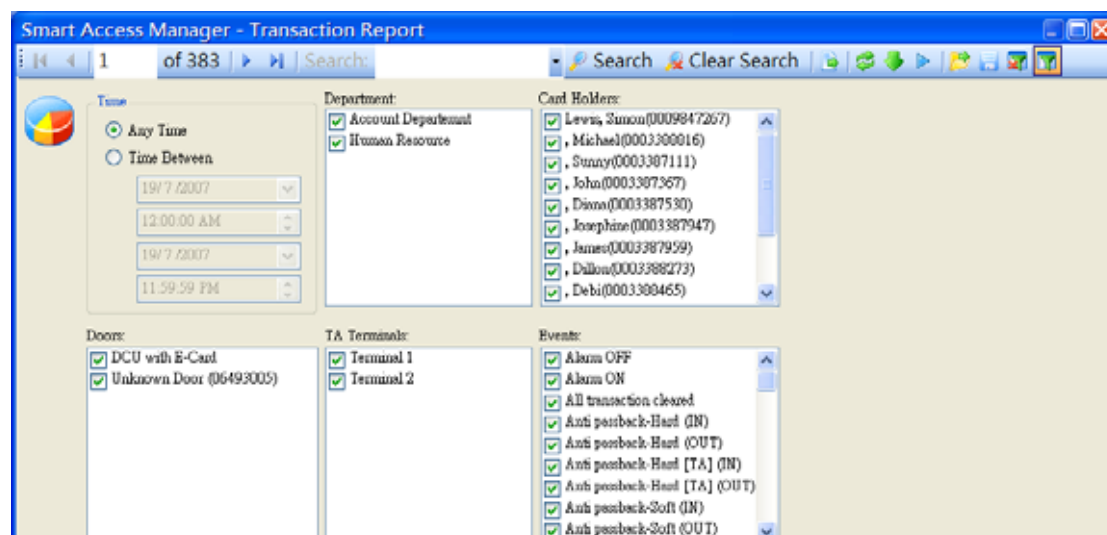 Smart Access Manager - Transaction Report
1 of 383 Search: Search Clear Search
Time
Any Time
Time Between
19/ 7 /2007
12:00:00 AM
19/ 7 /2007
11:59:59 PM
Department:
Account Departemnt
Human Resource
Card Holders:
Lewis, Simon(0009847267)
, Michael(0003388816)
, Sunny(0003387111)
, John(0003387367)
, Diana(0003387530)
, Josephine(0003387947)
, James(0003387959)
, Dillon(0003388273)
, Debi(0003388465)
Doors:
DCU with E-Card
Unknown Door (06493005)
TA Terminals:
Terminal 1
Terminal 2
Events:
Alarm OFF
Alarm ON
All transaction cleared
Anti passback-Hard (IN)
Anti passback-Hard (OUT)
Anti passback-Hard [TA] (IN)
Anti passback-Hard [TA] (OUT)
Anti passback-Soft (IN)
Anti passback-Soft (OUT)